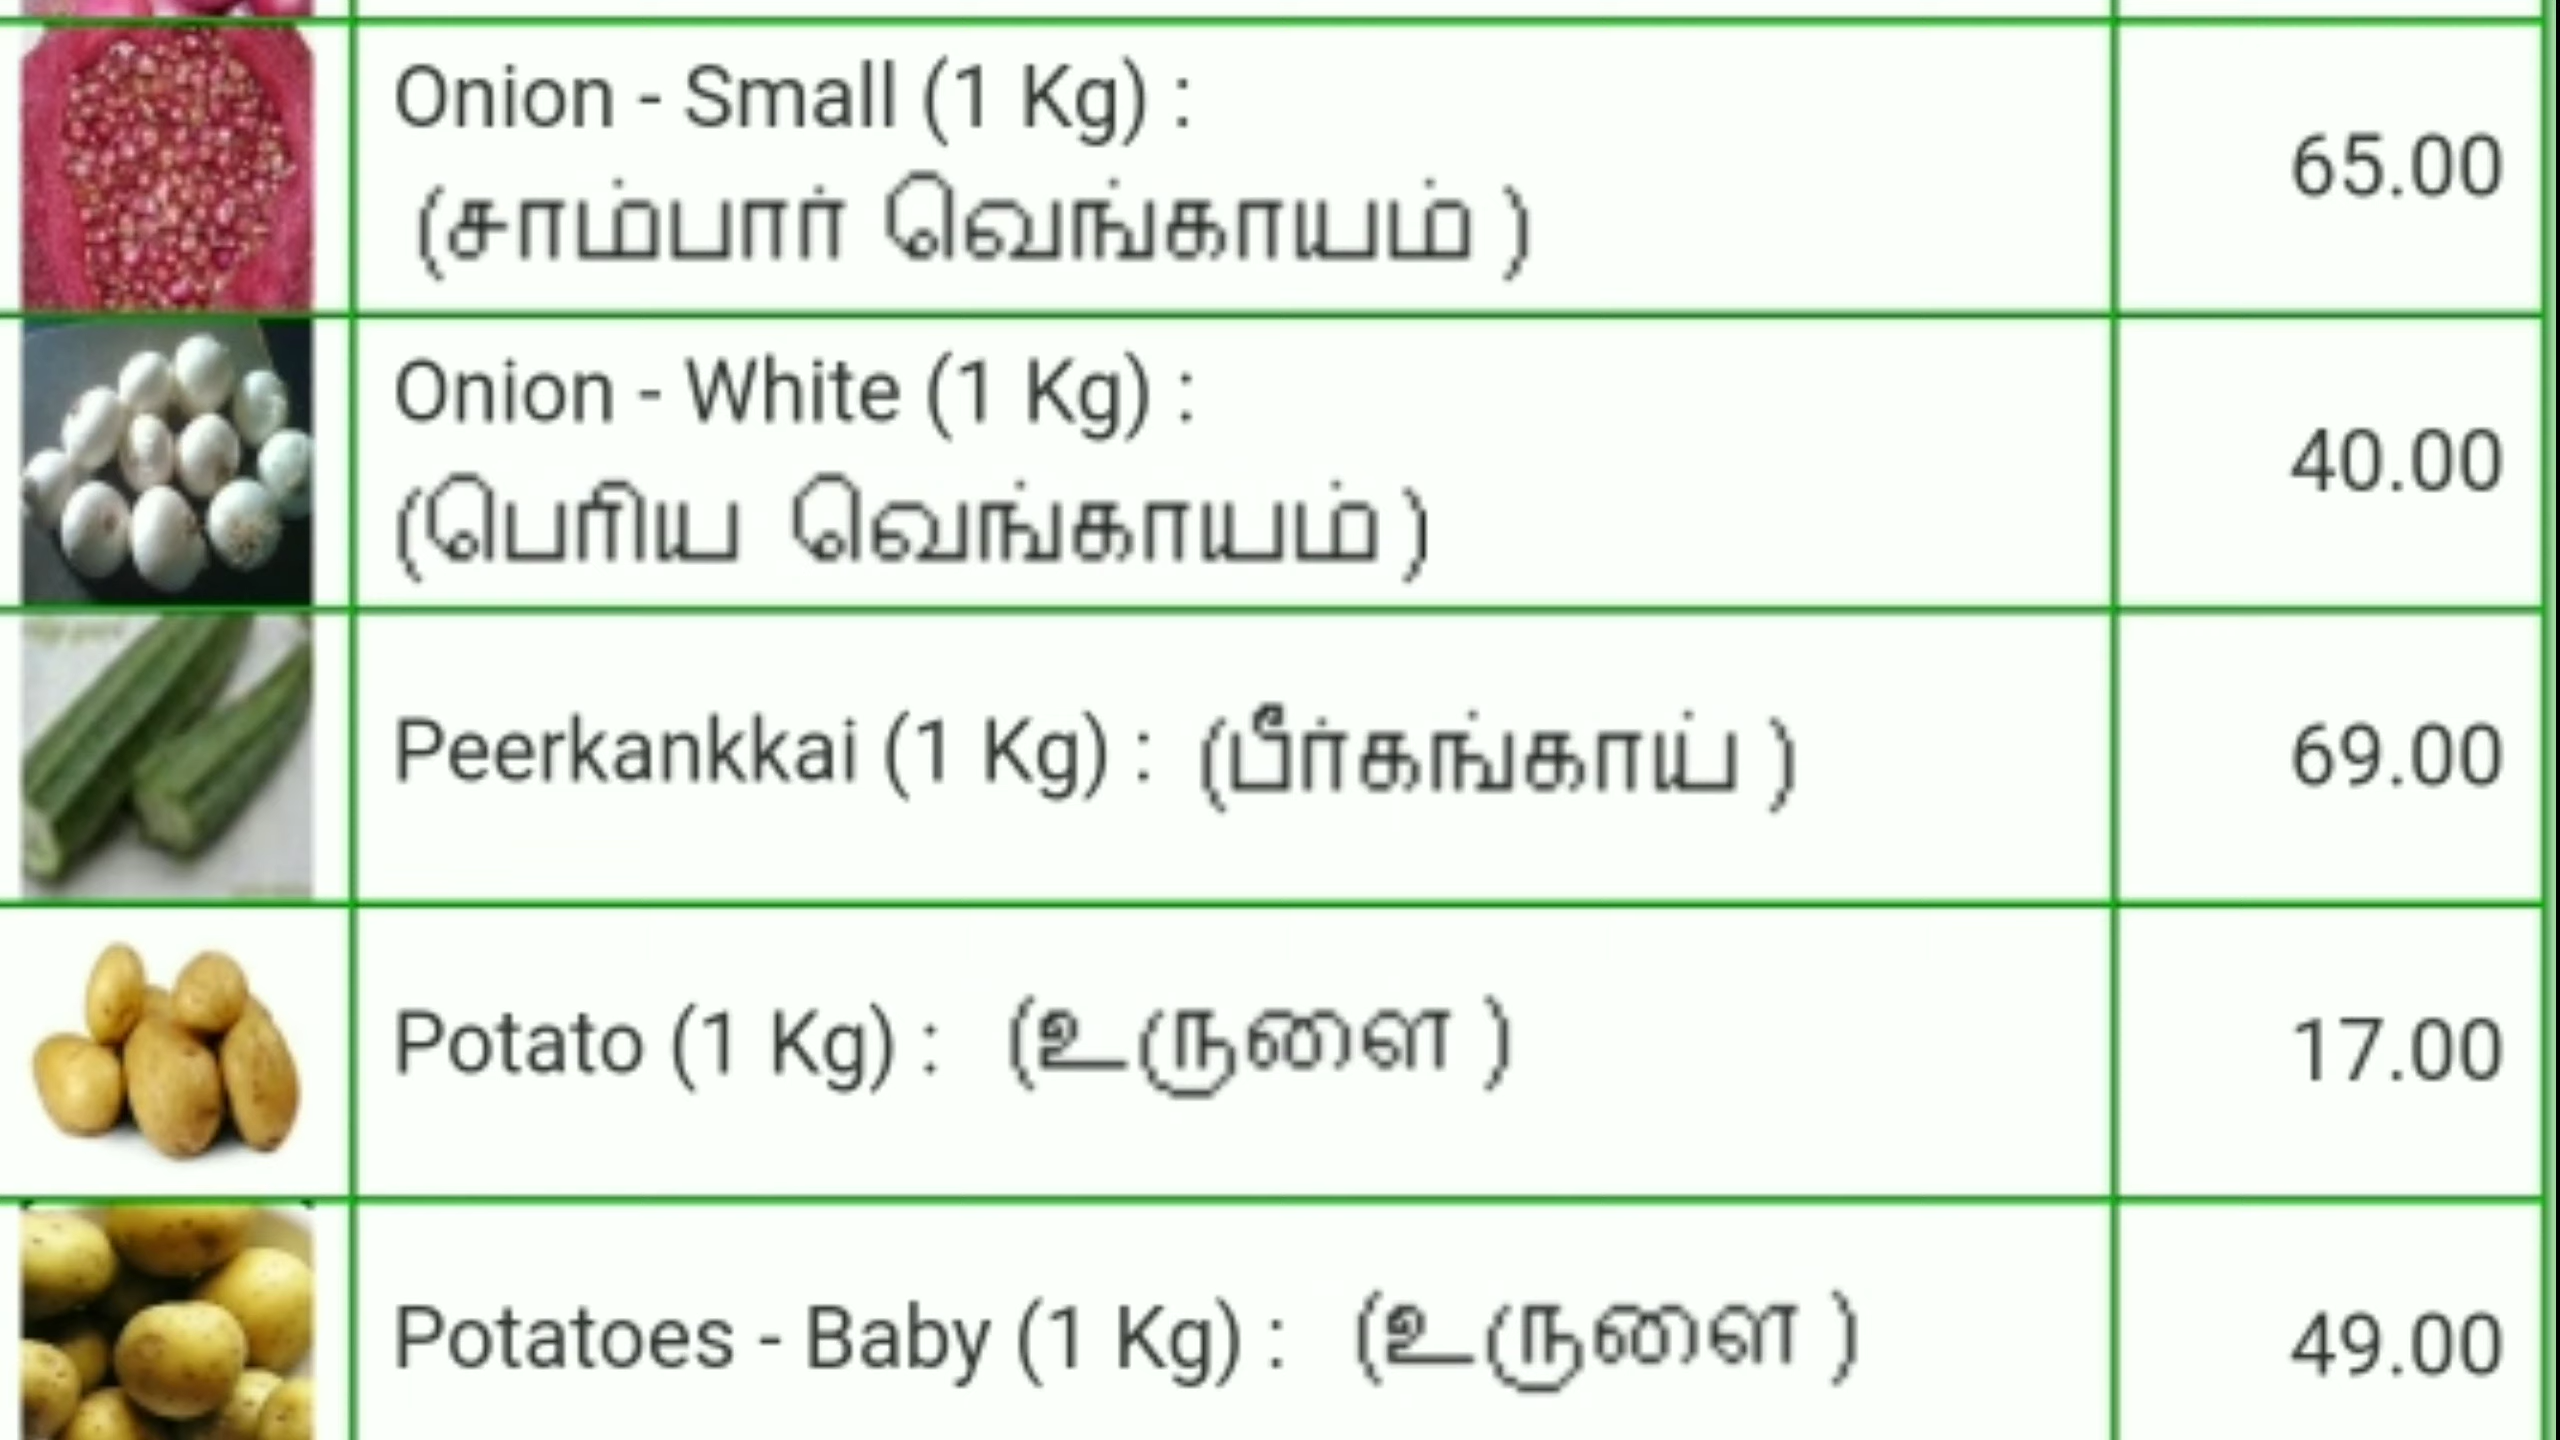 Onion - Small (1 Kg) :
(சாம்பார் வெங்காயம் )
65.00
Onion - White (1 Kg) :
(பெரிய வெங்காயம் )
40.00
Peerkankkai (1 Kg) : (பீர்கங்காய் )
69.00
Potato (1 Kg) : (உருளை )
17.00
Potatoes - Baby (1 Kg) : (உருளை )
49.00